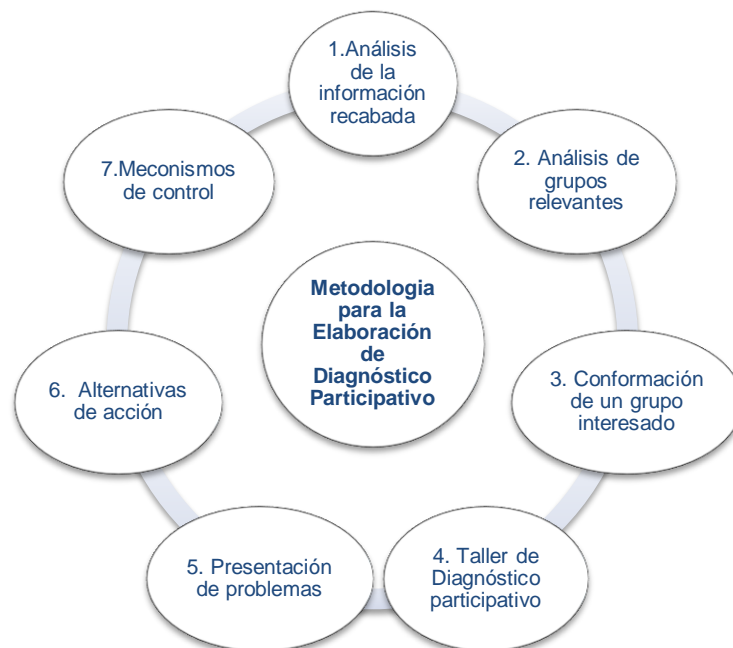 1.Análisis
de la
información
recabada
2. Análisis de
grupos
relevantes
3. Conformación
de un grupo
interesado
4. Taller de
Diagnóstico
participativo
5. Presentación
de problemas
6. Alternativas
de acción
7.Meconismos
de control
Metodologia
para la
Elaboración
de
Diagnóstico
Participativo